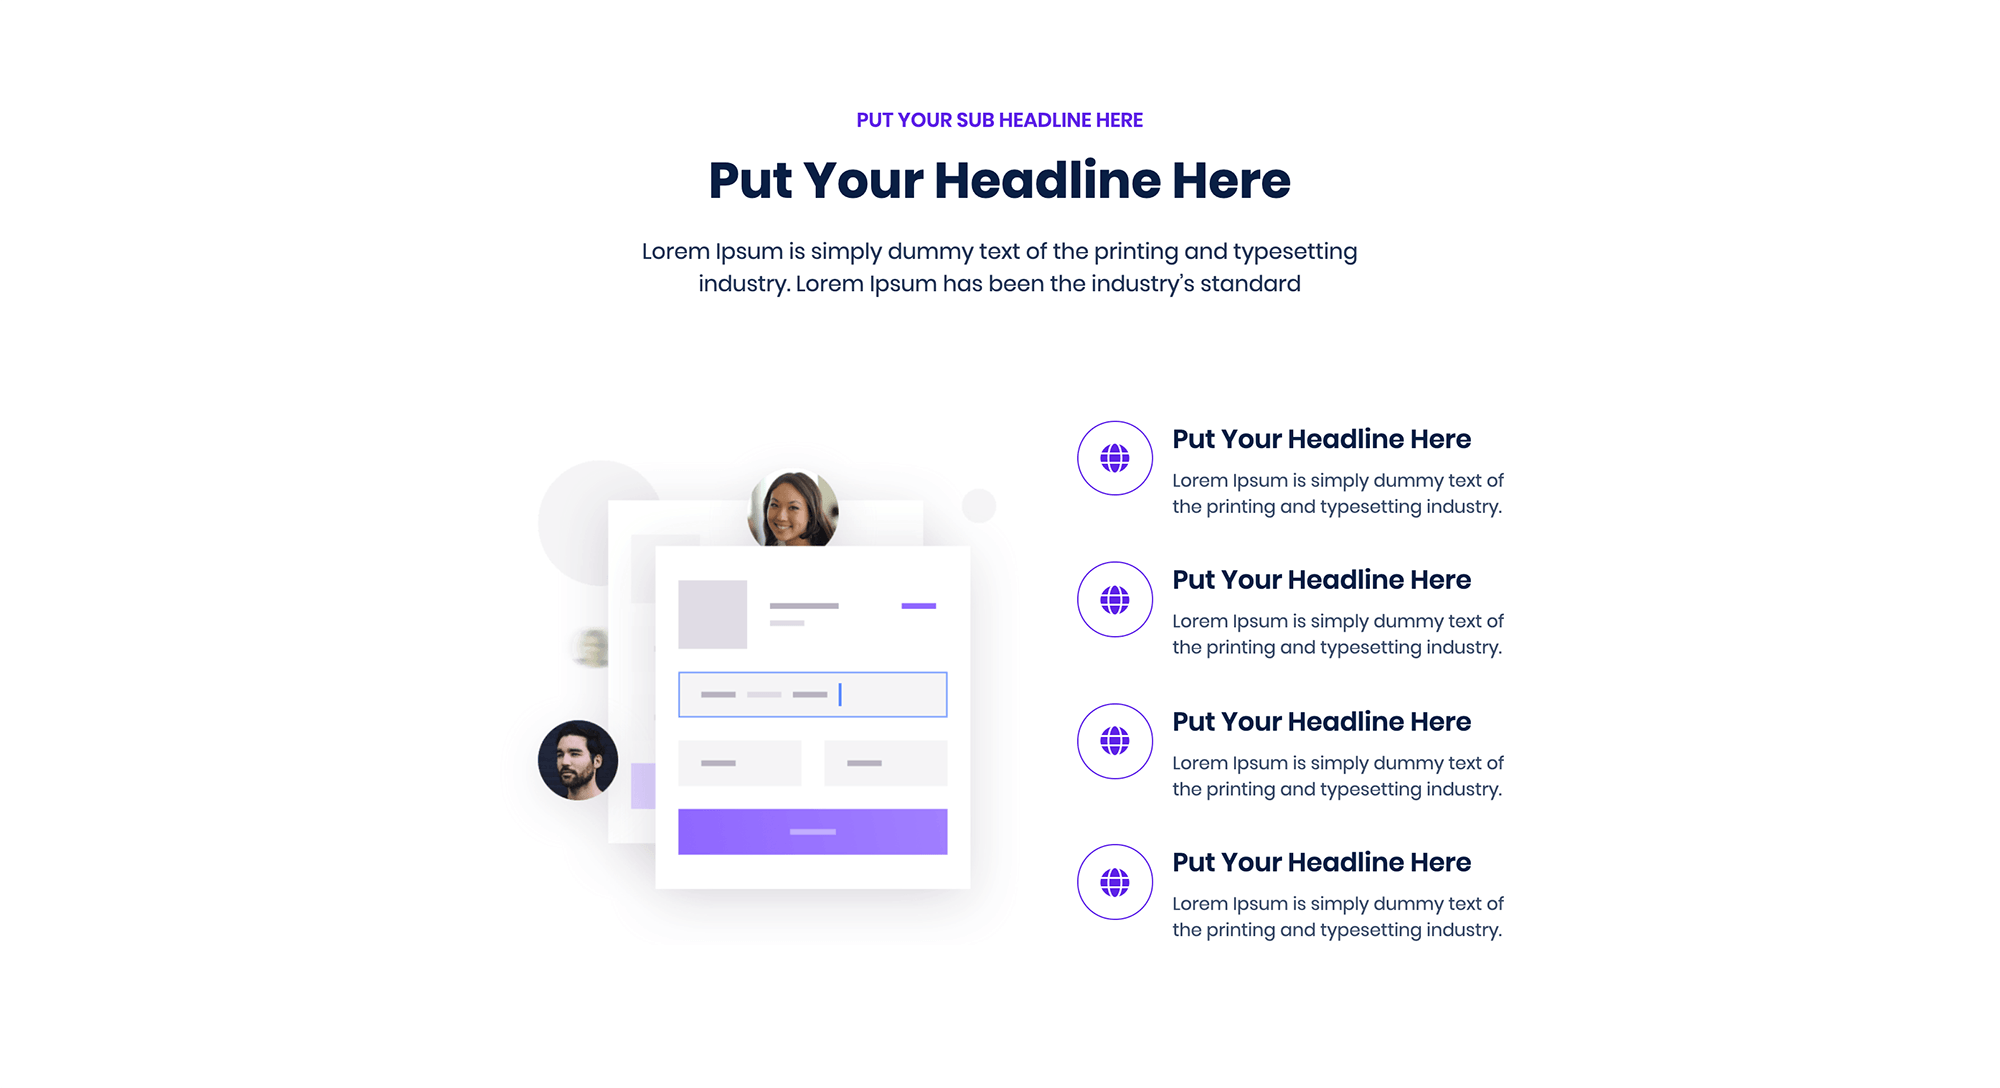 PUT YOUR SUB HEADLINE HERE
Put Your Headline Here
Lorem Ipsum is simply dummy text of the printing and typesetting
industry. Lorem Ipsum has been the industry’s standard
Put Your Headline Here
Lorem Ipsum is simply dummy text of
the printing and typesetting industry.
Put Your Headline Here
Lorem Ipsum is simply dummy text of
the printing and typesetting industry.
Put Your Headline Here
Lorem Ipsum is simply dummy text of
the printing and typesetting industry.
Put Your Headline Here
Lorem Ipsum is simply dummy text of
the printing and typesetting industry.